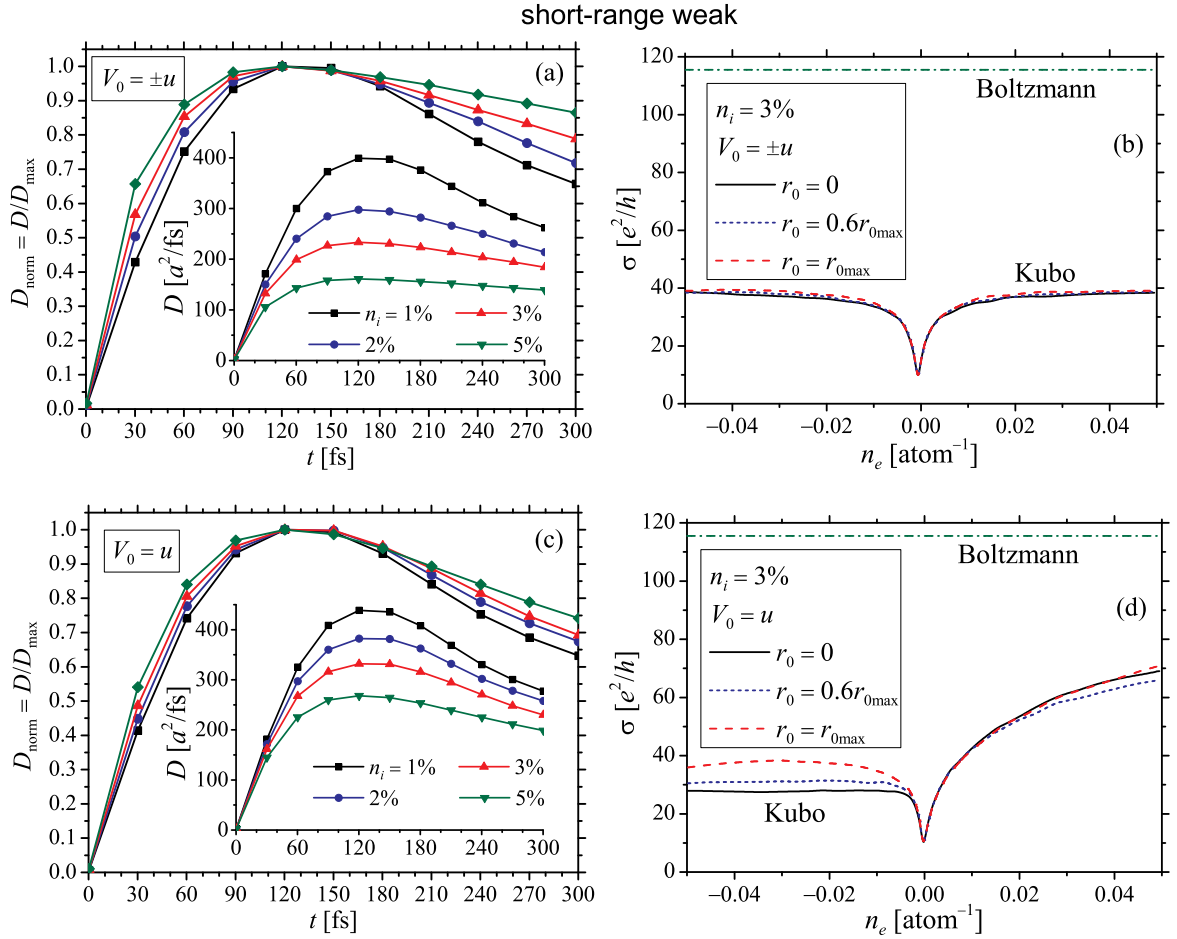 short-range weak
V₀ = ±u
(a)
D_norm = D/D_max
1.0
0.9
0.8
0.7
0.6
0.5
0.4
0.3
0.2
0.1
0.0
0 30 60 90 120 150 180 210 240 270 300
t [fs]
D [a²/fs]
400
300
200
100
0
nᵢ = 1% 3%
2% 5%
0 60 120 180 240 300
120
100
80
60
40
20
0
σ [e²/h]
Boltzmann
nᵢ = 3%
V₀ = ±u
r₀ = 0
r₀ = 0.6r₀max
r₀ = r₀max
(b)
Kubo
−0.04 −0.02 0.00 0.02 0.04
nₑ [atom⁻¹]
V₀ = u
(c)
D_norm = D/D_max
1.0
0.9
0.8
0.7
0.6
0.5
0.4
0.3
0.2
0.1
0.0
0 30 60 90 120 150 180 210 240 270 300
t [fs]
D [a²/fs]
400
300
200
100
0
nᵢ = 1% 3%
2% 5%
0 60 120 180 240 300
120
100
80
60
40
20
0
σ [e²/h]
Boltzmann
nᵢ = 3%
V₀ = u
r₀ = 0
r₀ = 0.6r₀max
r₀ = r₀max
(d)
Kubo
−0.04 −0.02 0.00 0.02 0.04
nₑ [atom⁻¹]